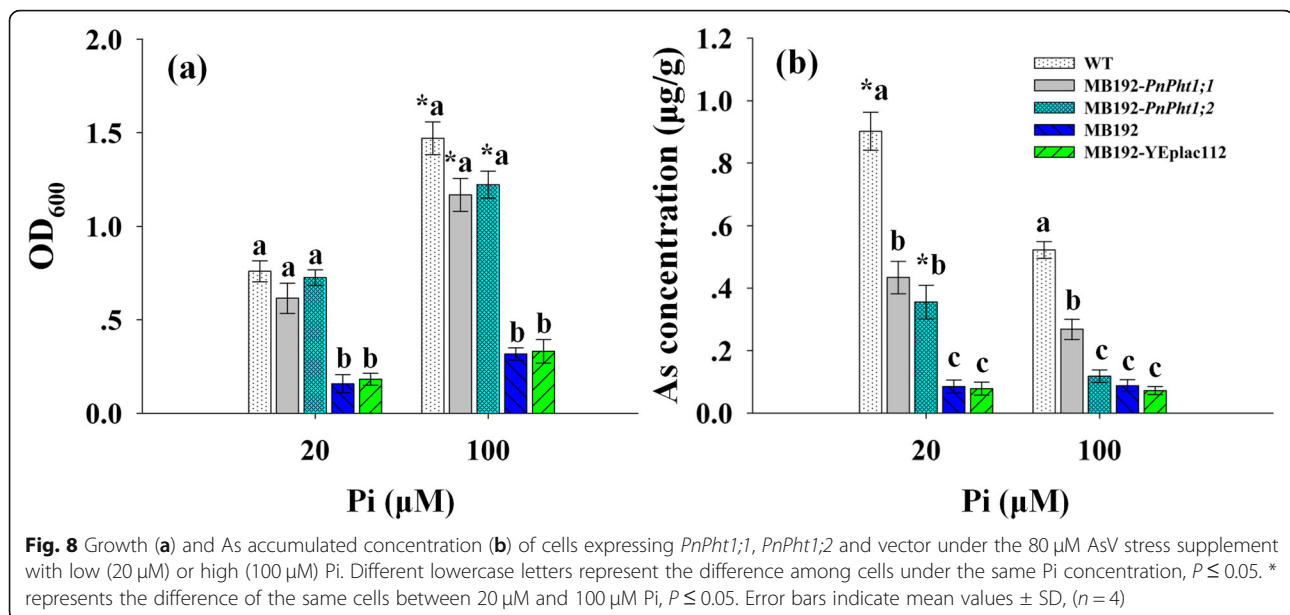 2.0
(a)
1.5
1.0
.5
0.0
OD600
*a
*a
*a
a
a
a
b
b
b
b
20
100
Pi (μM)
1.2
(b)
1.0
.8
.6
.4
.2
0.0
As concentration (μg/g)
WT
MB192-PnPht1;1
MB192-PnPht1;2
MB192
MB192-YEplac112
*a
b
*b
c
c
a
b
c
c
c
20
100
Pi (μM)
Fig. 8 Growth (a) and As accumulated concentration (b) of cells expressing PnPht1;1, PnPht1;2 and vector under the 80 μM AsV stress supplement
with low (20 μM) or high (100 μM) Pi. Different lowercase letters represent the difference among cells under the same Pi concentration, P ≤ 0.05. *
represents the difference of the same cells between 20 μM and 100 μM Pi, P ≤ 0.05. Error bars indicate mean values ± SD, (n = 4)